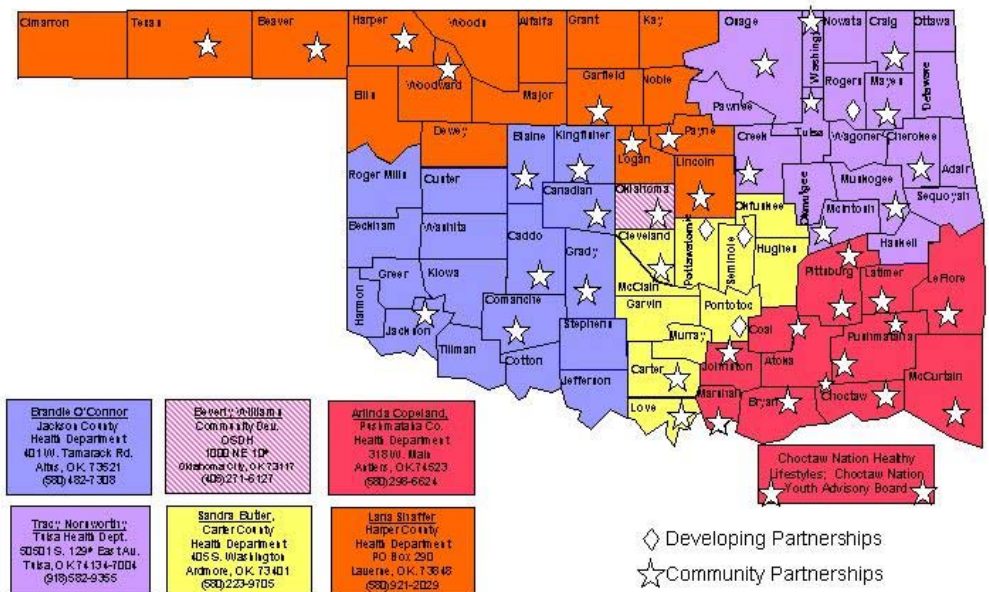 Cimarron
Texas
Beaver
Harper
Woods
Alfalfa
Grant
Kay
Osage
Nowata
Craig
Ottawa
Ellis
Woodward
Major
Garfield
Noble
Pawnee
Rogers
Mayes
Delaware
Dewey
Blaine
Kingfisher
Logan
Payne
Creek
Tulsa
Wagoner
Cherokee
Adair
Roger Mills
Custer
Canadian
Oklahoma
Lincoln
Okfuskee
Okmulgee
Muskogee
McIntosh
Sequoyah
Beckham
Washita
Caddo
Grady
Cleveland
Pottawatomie
Seminole
Hughes
Haskell
Pittsburg
Latimer
LeFlore
Harmon
Greer
Kiowa
Comanche
McClain
Garvin
Pontotoc
Coal
Pushmataha
Jackson
Tillman
Cotton
Stephens
Murray
Johnston
Atoka
McCurtain
Jefferson
Carter
Love
Marshall
Bryan
Choctaw
Brandie O'Connor
Jackson County
Health Department
401 W. Tamarack Rd.
Altus, OK 73521
(580)482-7308
Beverly Williams
Community Dev.
OSDH
1000 NE 10th
Oklahoma City, OK 73117
(405)271-6127
Arlinda Copeland,
Pushmataha Co.
Health Department
318 W. Main
Antlers, OK 74523
(580)298-6624
Choctaw Nation Healthy
Lifestyles; Choctaw Nation
Youth Advisory Board
Tracy Norsworthy
Tulsa Health Dept.
50501 S. 129th East Av.
Tulsa, OK 74134-7004
(918)582-9355
Sandra Butler,
Carter County
Health Department
405 S. Washington
Ardmore, OK 73401
(580)223-9705
Lana Shaffer
Harper County
Health Department
PO Box 290
Laverne, OK 73848
(580)921-2029
Developing Partnerships
Community Partnerships